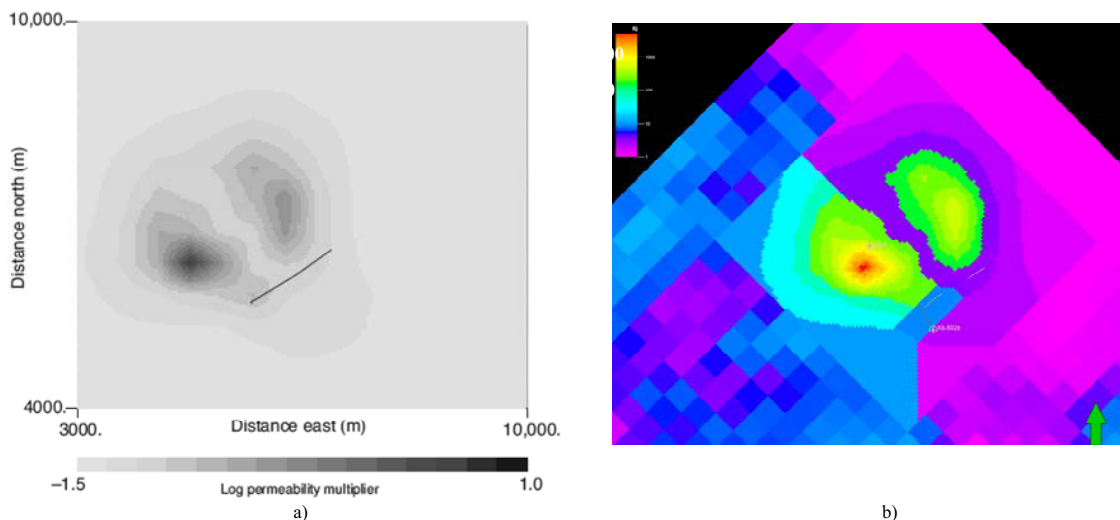 10,000.
Distance north (m)
4000.
3000.
Distance east (m)
10,000.
−1.5
Log permeability multiplier
1.0
a)
b)